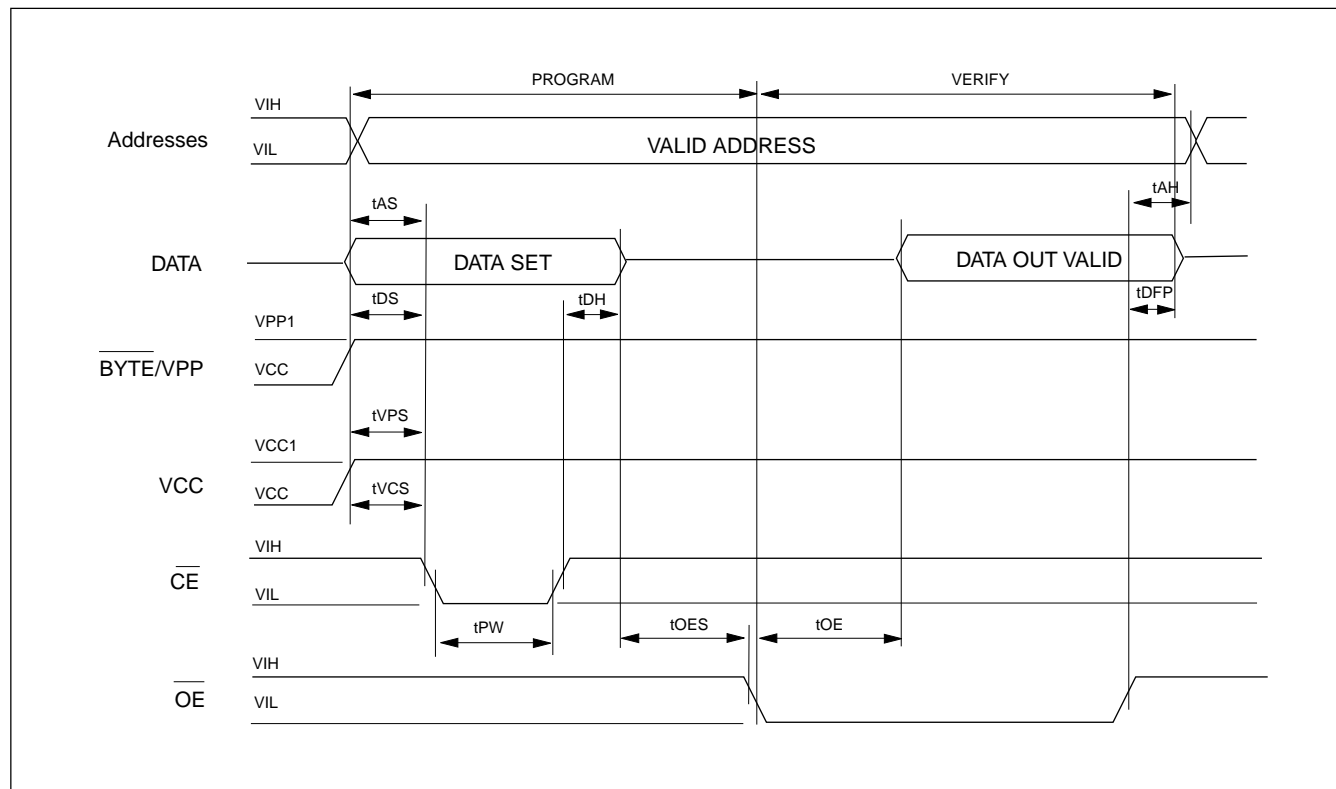 PROGRAM VERIFY
VIH
Addresses
VIL
VALID ADDRESS
tAH
tAS
DATA
DATA SET
DATA OUT VALID
tDS
tDH
tDFP
VPP1
BYTE/VPP
VCC
tVPS
VCC1
VCC
VCC
tVCS
VIH
CE
VIL
tPW
tOES
tOE
VIH
OE
VIL